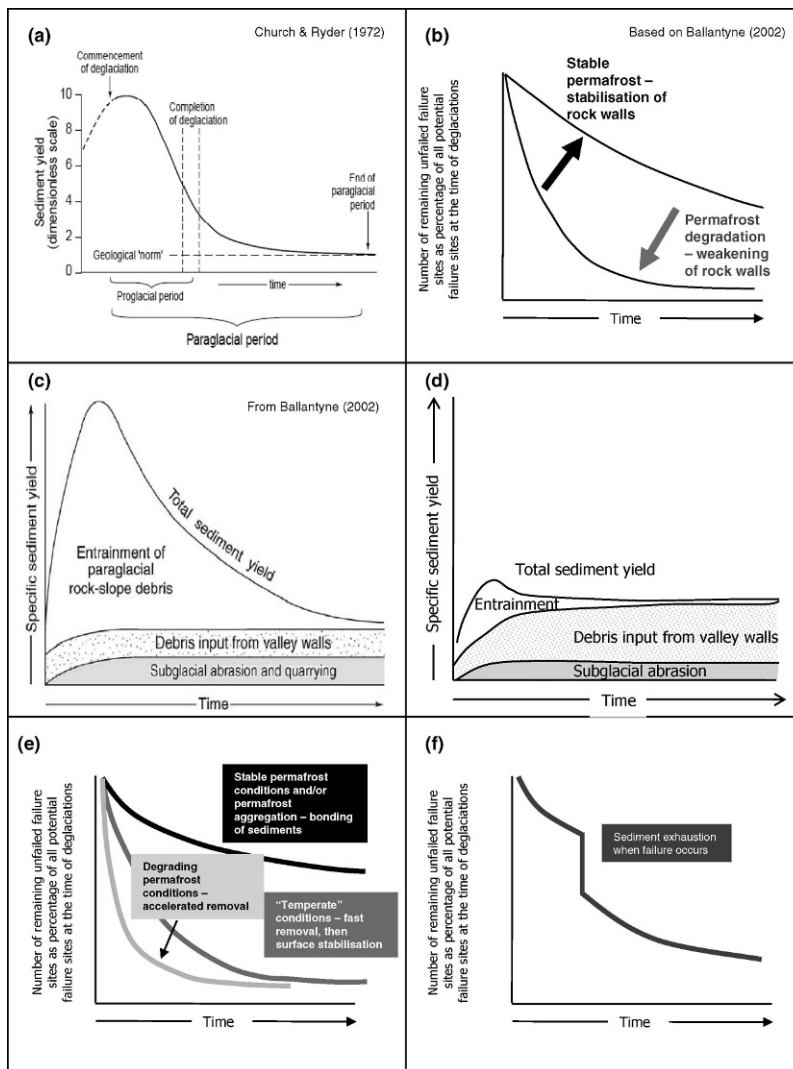 (a)
Church & Ryder (1972)
Commencement
of deglaciation
Completion
of deglaciation
End of
paraglacial
period
Sediment yield
(dimensionless scale)
10
8
6
4
2
0
Geological 'norm'
time
Proglacial period
Paraglacial period
(b)
Based on Ballantyne (2002)
Stable
permafrost –
stabilisation of
rock walls
Permafrost
degradation
– weakening
of rock walls
Number of remaining unfailed failure
sites as percentage of all potential
failure sites at the time of deglaciations
Time
(c)
From Ballantyne (2002)
Specific sediment yield
Total sediment yield
Entrainment of
paraglacial
rock-slope debris
Debris input from valley walls
Subglacial abrasion and quarrying
Time
(d)
Specific sediment yield
Total sediment yield
Entrainment
Debris input from valley walls
Subglacial abrasion
Time
(e)
Number of remaining unfailed failure
sites as percentage of all potential
failure sites at the time of deglaciations
Stable permafrost
conditions and/or
permafrost
aggregation – bonding
of sediments
Degrading
permafrost
conditions –
accelerated removal
"Temperate"
conditions – fast
removal, then
surface stabilisation
Time
(f)
Number of remaining unfailed failure
sites as percentage of all potential
failure sites at the time of deglaciations
Sediment exhaustion
when failure occurs
Time